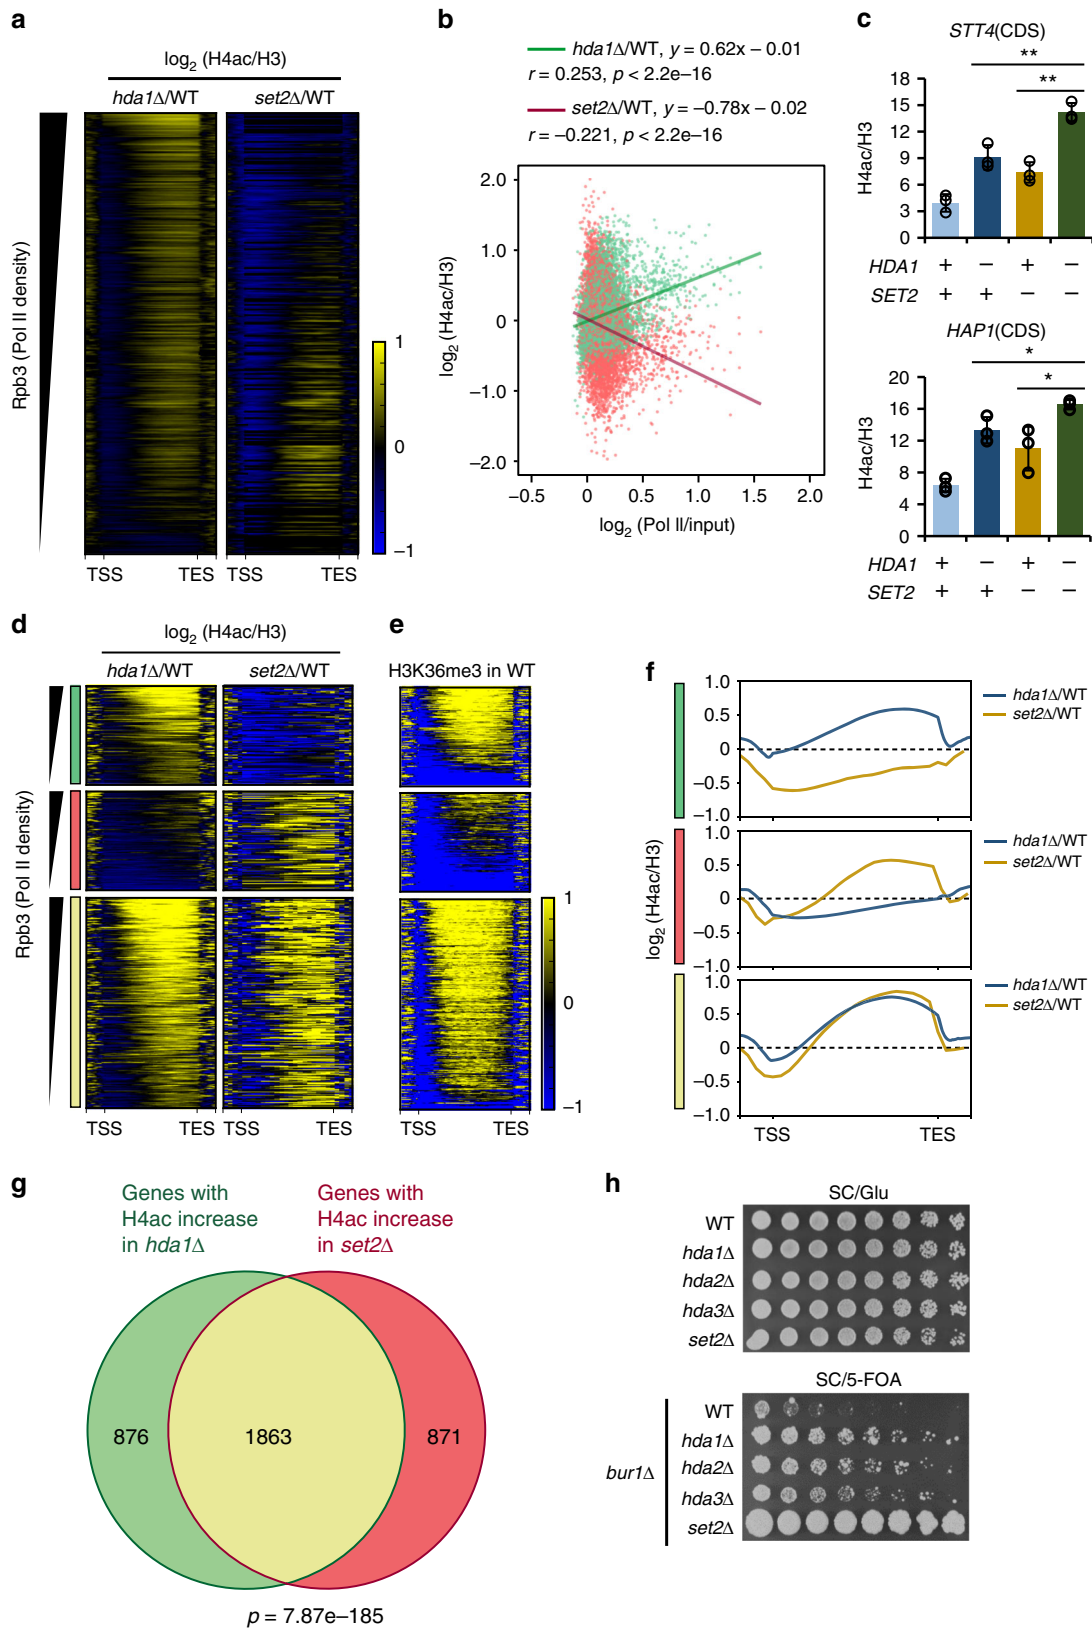 a
log2 (H4ac/H3)
hda1Δ/WT
set2Δ/WT
Rpb3 (Pol II density)
1
0
−1
TSS
TES
TSS
TES
b
hda1Δ/WT, y = 0.62x − 0.01
r = 0.253, p < 2.2e−16
set2Δ/WT, y = −0.78x − 0.02
r = −0.221, p < 2.2e−16
log2 (H4ac/H3)
2.0
1.0
0
−1.0
−2.0
−0.5
0
0.5
1.0
1.5
2.0
log2 (Pol II/input)
c
STT4(CDS)
**
**
H4ac/H3
18
15
12
9
6
3
0
HDA1 + − + −
SET2 + + − −
HAP1(CDS)
*
*
H4ac/H3
20
16
12
8
4
0
HDA1 + − + −
SET2 + + − −
d
log2 (H4ac/H3)
hda1Δ/WT
set2Δ/WT
Rpb3 (Pol II density)
TSS
TES
TSS
TES
e
H3K36me3 in WT
1
0
−1
TSS
TES
f
log2 (H4ac/H3)
1.0
0.5
0
−0.5
−1.0
hda1Δ/WT
set2Δ/WT
1.0
0.5
0
−0.5
−1.0
hda1Δ/WT
set2Δ/WT
1.0
0.5
0
−0.5
−1.0
hda1Δ/WT
set2Δ/WT
TSS
TES
g
Genes with
H4ac increase
in hda1Δ
Genes with
H4ac increase
in set2Δ
876
1863
871
p = 7.87e−185
h
SC/Glu
WT
hda1Δ
hda2Δ
hda3Δ
set2Δ
SC/5-FOA
bur1Δ
WT
hda1Δ
hda2Δ
hda3Δ
set2Δ